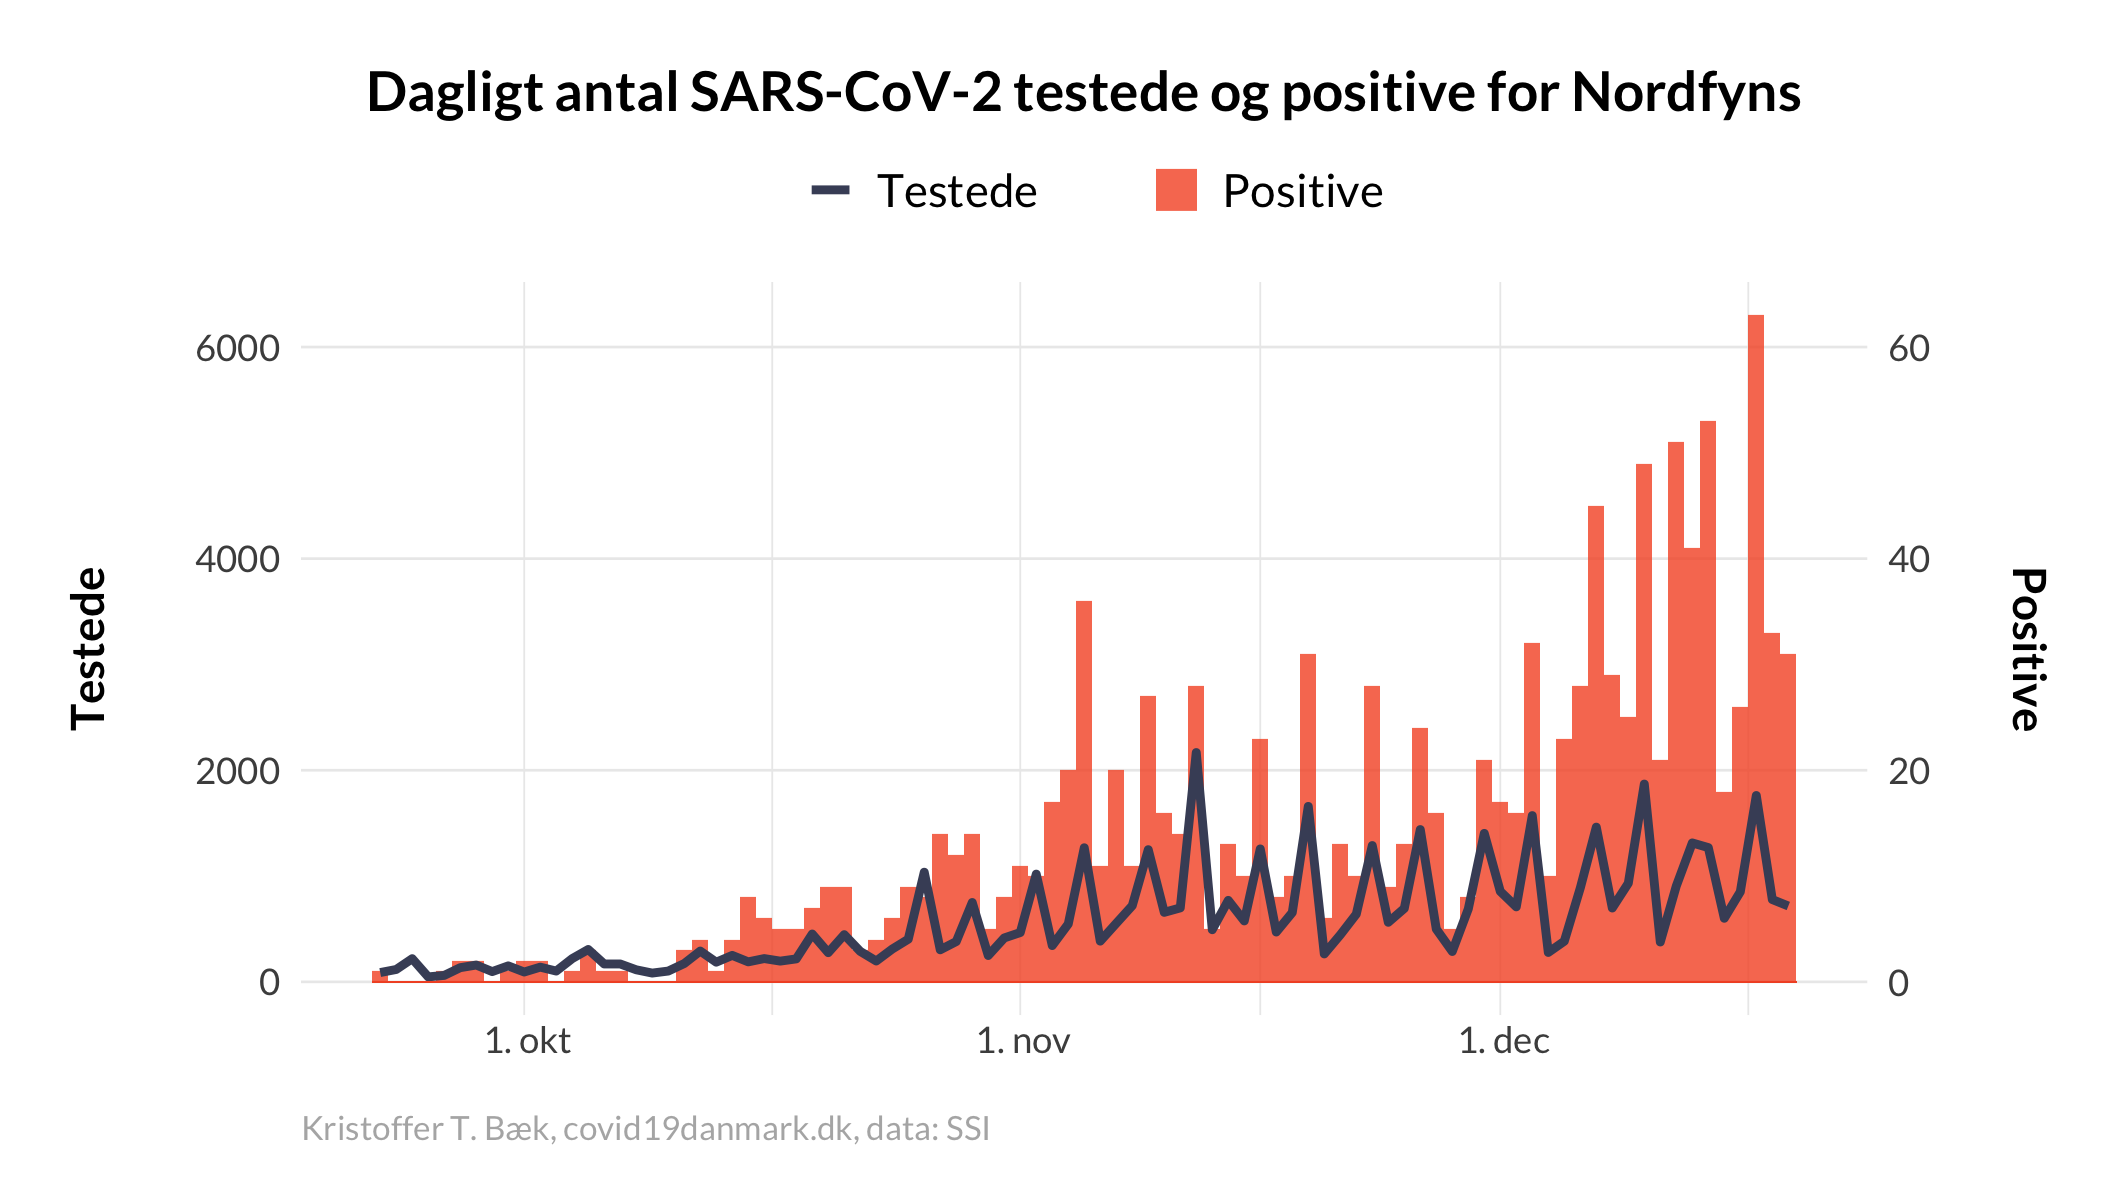 Dagligt antal SARS-CoV-2 testede og positive for Nordfyns
Testede
Positive
6000
4000
2000
0
60
40
20
0
Testede
Positive
1. okt
1. nov
1. dec
Kristoffer T. Bæk, covid19danmark.dk, data: SSI